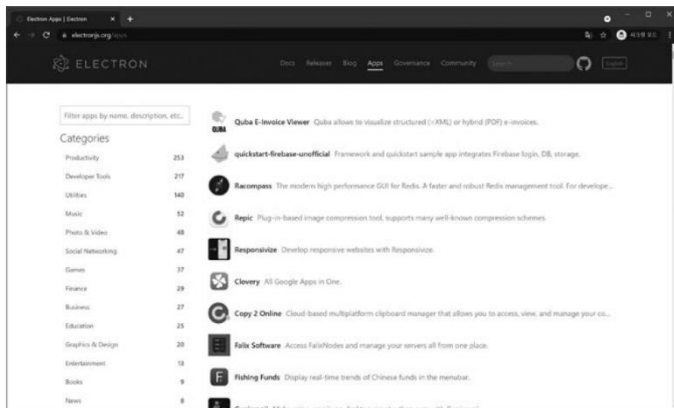 Electron Apps | Electron
electronjs.org/apps
시크릿 모드
ELECTRON
Docs Releases Blog Apps Governance Community Search English
Filter apps by name, description, etc..
Categories
Productivity 253
Developer Tools 217
Utilities 140
Music 52
Photo & Video 48
Social Networking 47
Games 37
Finance 29
Business 27
Education 25
Graphics & Design 20
Entertainment
Books 9
News 8
QUBA
Quba E-Invoice Viewer Quba allows to visualize structured (<XML) or hybrid (PDF) e-invoices.
quickstart-firebase-unofficial Framework and quickstart sample app integrates Firebase login, DB, storage.
Racompass The modern high performance GUI for Redis. A faster and robust Redis management tool. For develope...
Repic Plug-in-based image compression tool, supports many well-known compression schemes.
Responsivize Develop responsive websites with Responsivize.
Clovery All Google Apps in One.
Copy 2 Online Cloud-based multiplatform clipboard manager that allows you to access, view, and manage your co...
Falix Software Access FalixNodes and manage your servers all from one place.
Fishing Funds Display real-time trends of Chinese funds in the menubar.